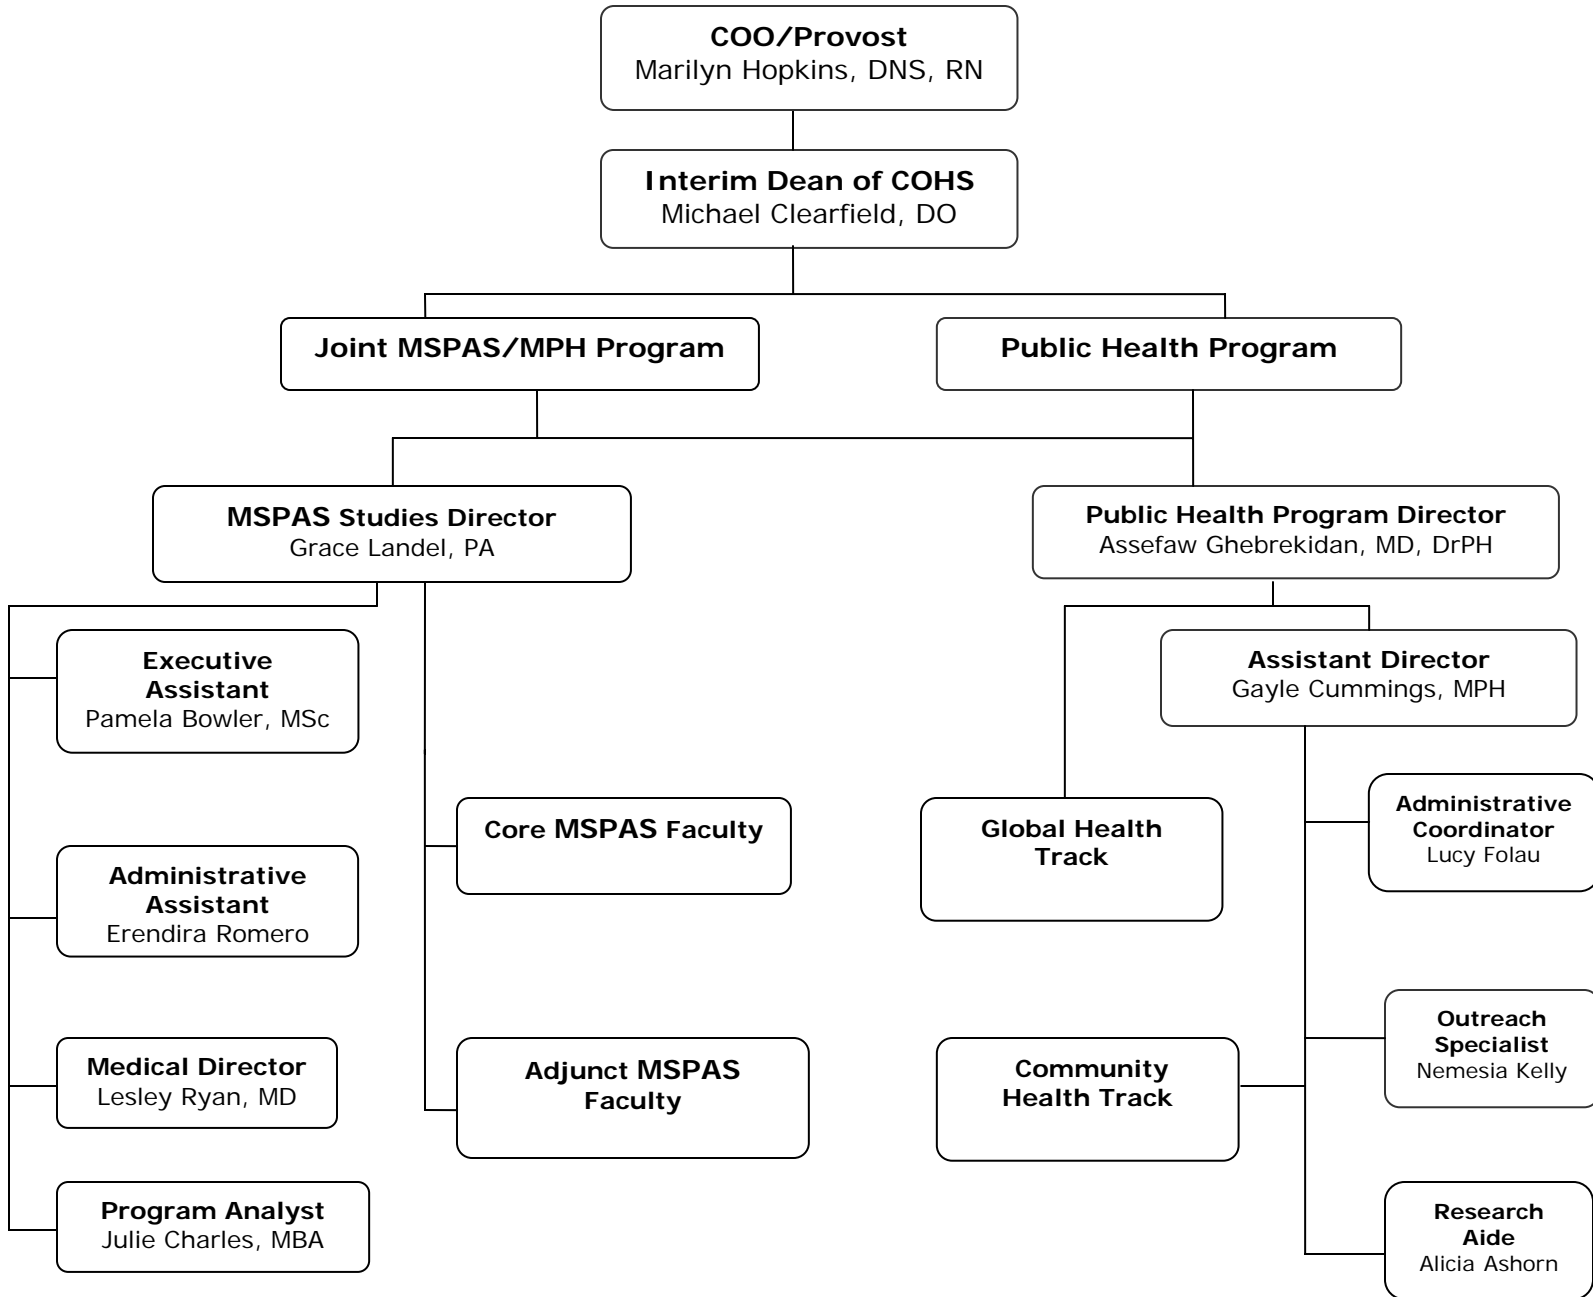 COO/Provost
Marilyn Hopkins, DNS, RN
Interim Dean of COHS
Michael Clearfield, DO
Joint MSPAS/MPH Program
Public Health Program
MSPAS Studies Director
Grace Landel, PA
Public Health Program Director
Assefaw Ghebrekidan, MD, DrPH
Executive
Assistant
Pamela Bowler, MSc
Assistant Director
Gayle Cummings, MPH
Core MSPAS Faculty
Global Health
Track
Administrative
Coordinator
Lucy Folau
Administrative
Assistant
Erendira Romero
Outreach
Specialist
Nemesia Kelly
Medical Director
Lesley Ryan, MD
Adjunct MSPAS
Faculty
Community
Health Track
Program Analyst
Julie Charles, MBA
Research
Aide
Alicia Ashorn